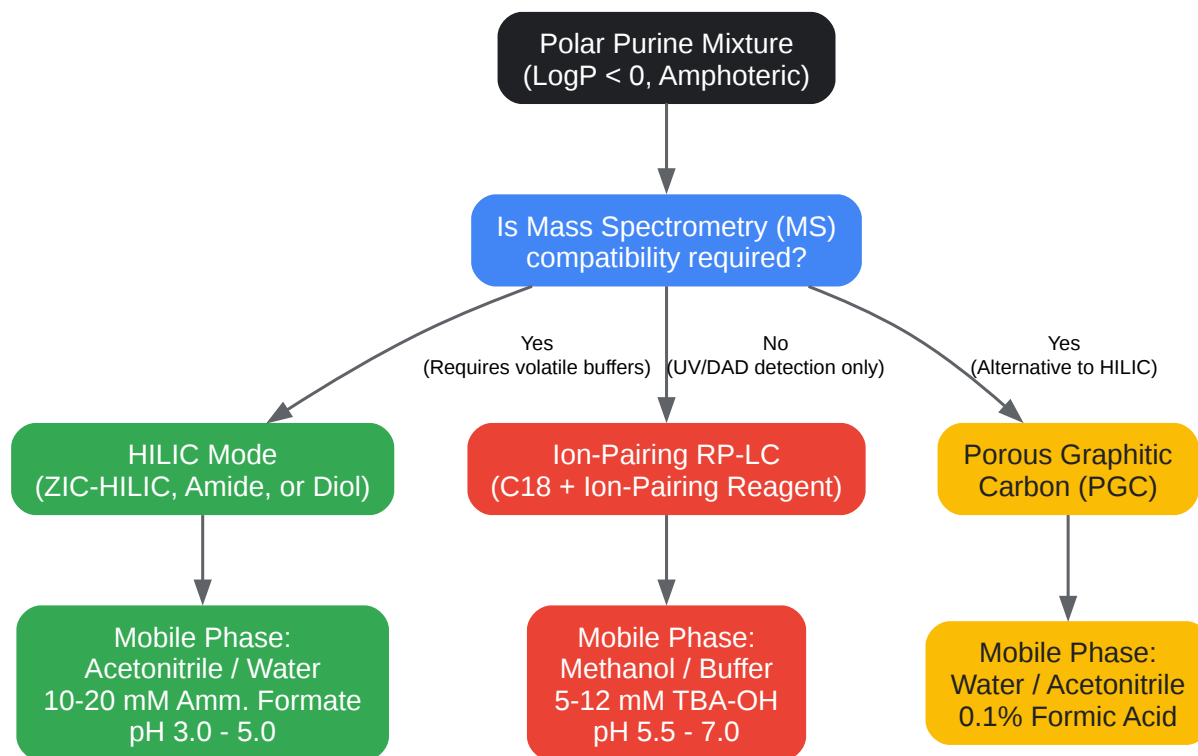 Polar Purine Mixture
(LogP < 0, Amphoteric)
Is Mass Spectrometry (MS)
compatibility required?
Yes
(Requires volatile buffers)
No
(UV/DAD detection only)
Yes
(Alternative to HILIC)
HILIC Mode
(ZIC-HILIC, Amide, or Diol)
Ion-Pairing RP-LC
(C18 + Ion-Pairing Reagent)
Porous Graphitic
Carbon (PGC)
Mobile Phase:
Acetonitrile / Water
10-20 mM Amm. Formate
pH 3.0 - 5.0
Mobile Phase:
Methanol / Buffer
5-12 mM TBA-OH
pH 5.5 - 7.0
Mobile Phase:
Water / Acetonitrile
0.1% Formic Acid